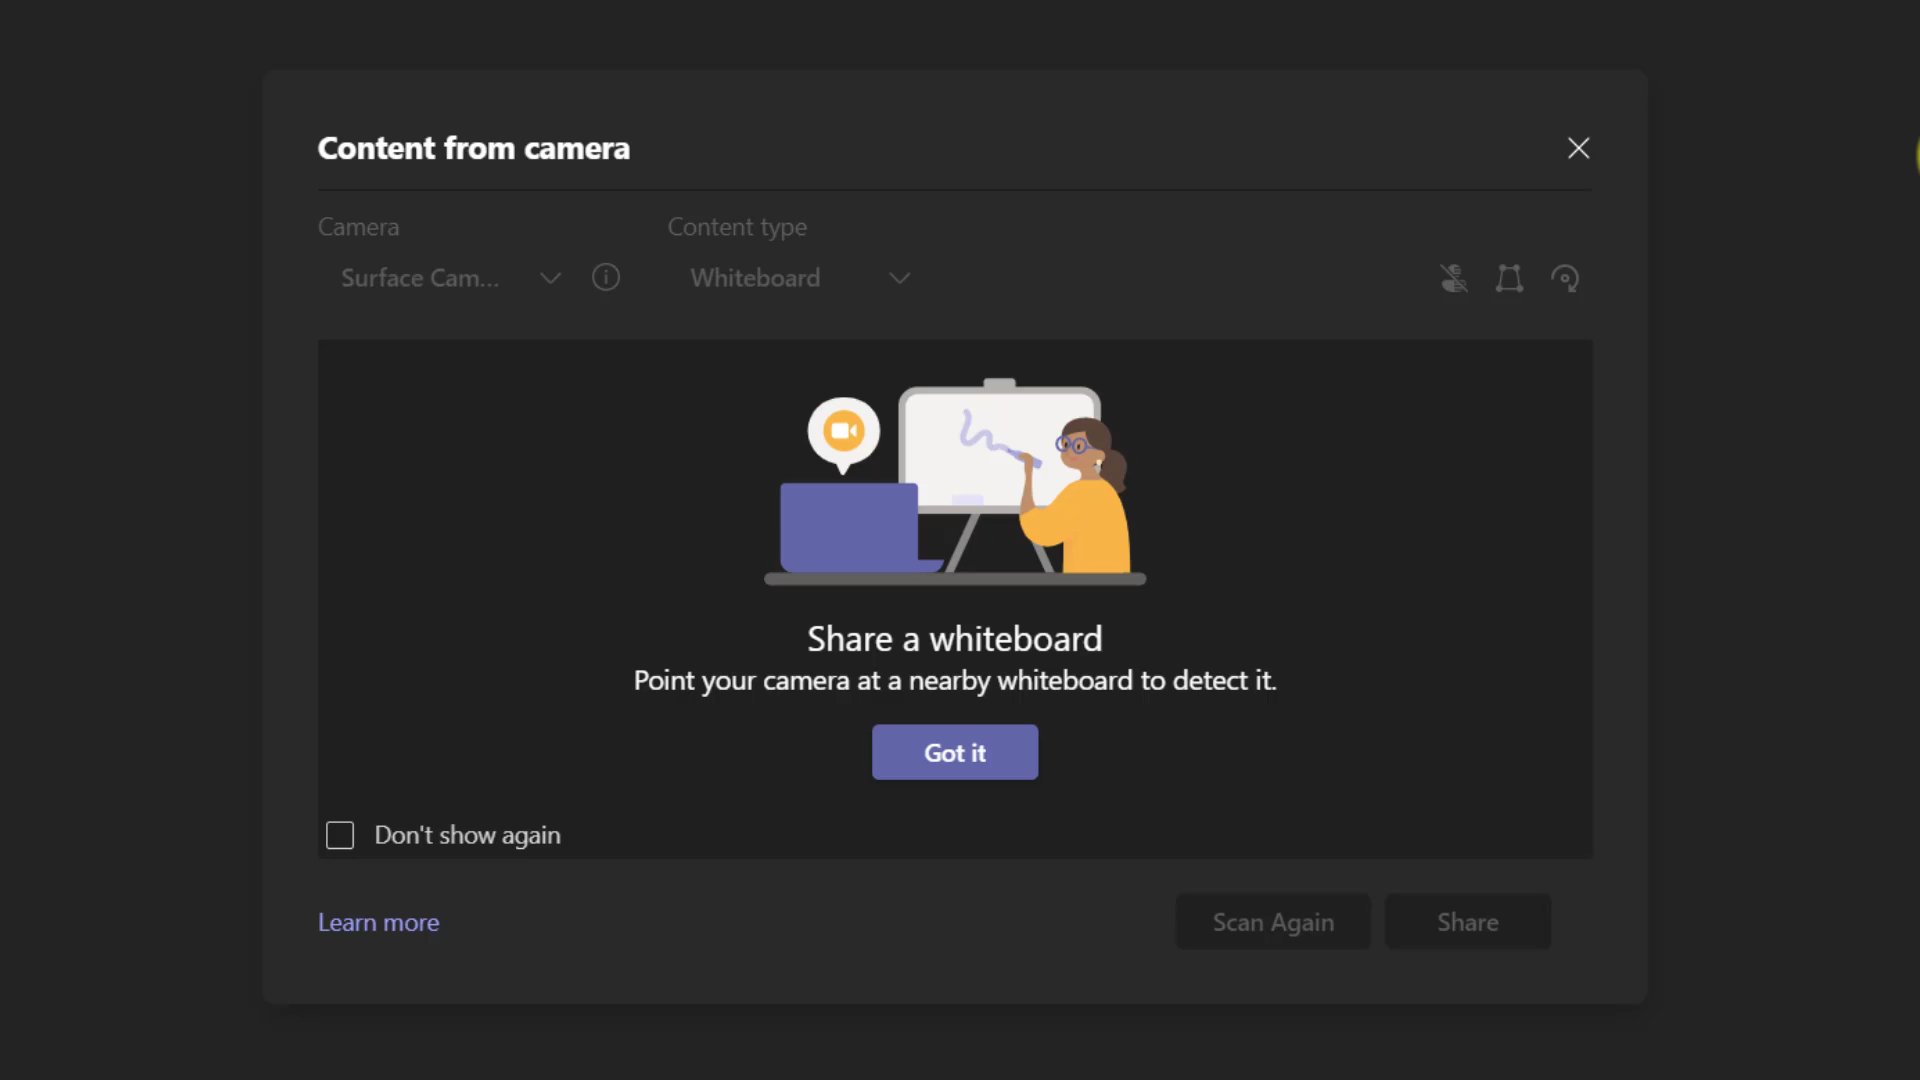 Content from camera
Camera
Content type
Surface Cam...
Whiteboard
Share a whiteboard
Point your camera at a nearby whiteboard to detect it.
Got it
Don't show again
Learn more
Scan Again
Share